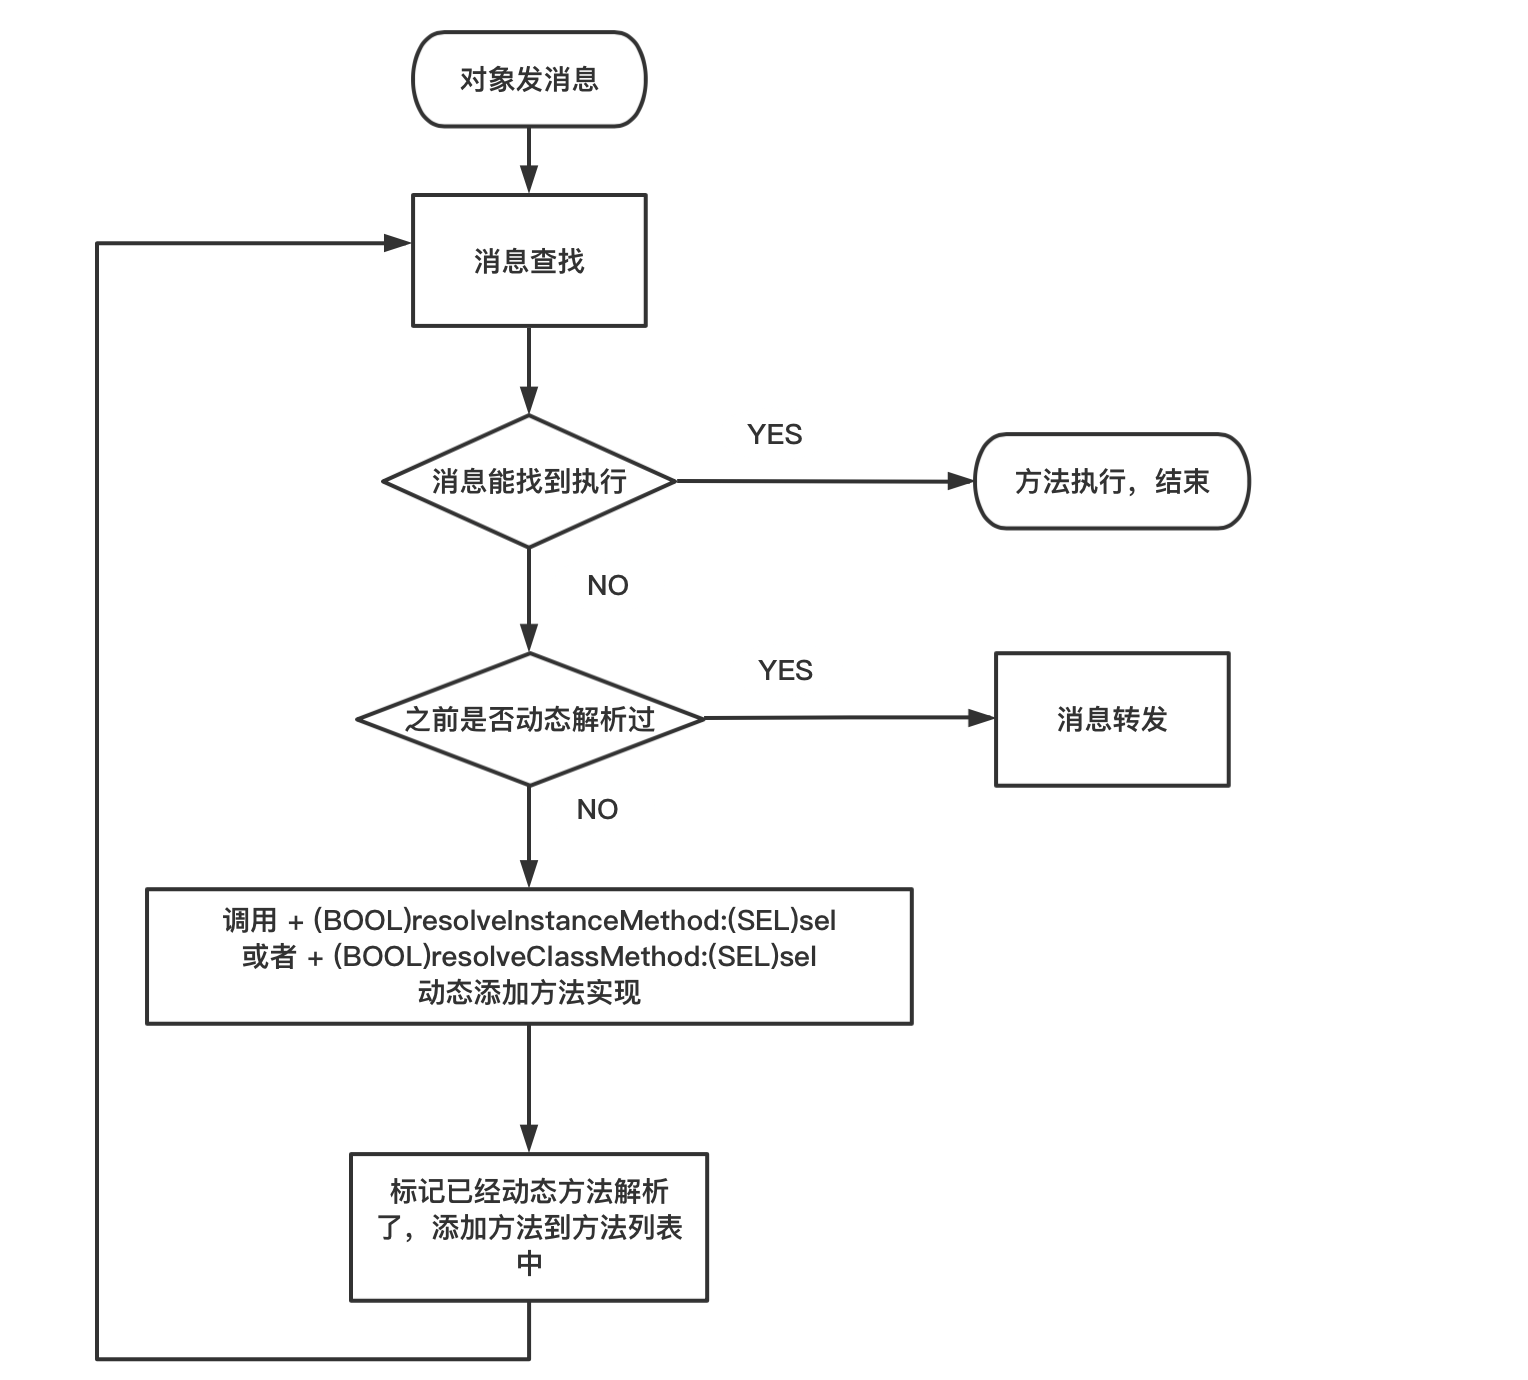 对象发消息
消息查找
消息能找到执行
YES
方法执行，结束
NO
之前是否动态解析过
YES
消息转发
NO
调用 + (BOOL)resolveInstanceMethod:(SEL)sel
或者 + (BOOL)resolveClassMethod:(SEL)sel
动态添加方法实现
标记已经动态方法解析
了，添加方法到方法列表
中